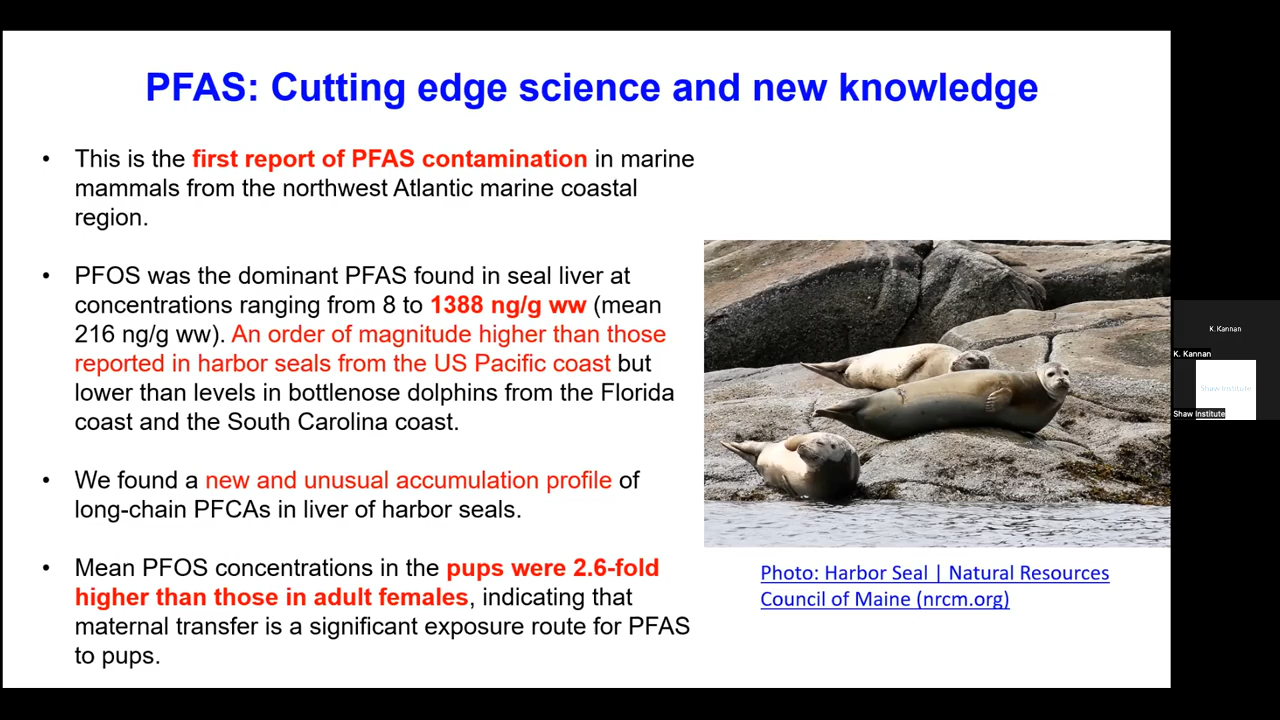 PFAS: Cutting edge science and new knowledge
• This is the first report of PFAS contamination in marine
mammals from the northwest Atlantic marine coastal
region.
• PFOS was the dominant PFAS found in seal liver at
concentrations ranging from 8 to 1388 ng/g ww (mean
216 ng/g ww). An order of magnitude higher than those
reported in harbor seals from the US Pacific coast but
lower than levels in bottlenose dolphins from the Florida
coast and the South Carolina coast.
• We found a new and unusual accumulation profile of
long-chain PFCAs in liver of harbor seals.
• Mean PFOS concentrations in the pups were 2.6-fold
higher than those in adult females, indicating that
maternal transfer is a significant exposure route for PFAS
to pups.
Photo: Harbor Seal | Natural Resources
Council of Maine (nrcm.org)
K. Kannan
K. Kannan
Shaw Institute
Shaw Institute